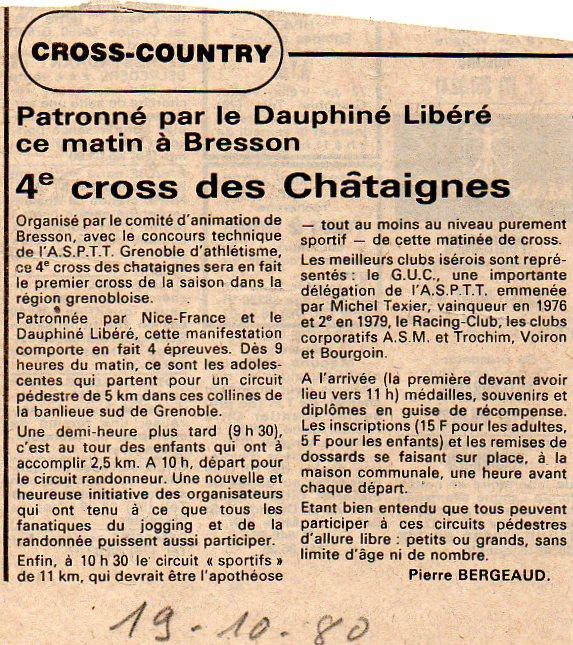 CROSS-COUNTRY
Patronné par le Dauphiné Libéré
ce matin à Bresson
4e cross des Châtaignes
Organisé par le comité d'animation de
Bresson, avec le concours technique
de l'A.S.P.T.T. Grenoble d'athlétisme,
ce 4e cross des chataignes sera en fait
le premier cross de la saison dans la
région grenobloise.
Patronnée par Nice-France et le
Dauphiné Libéré, cette manifestation
comporte en fait 4 épreuves. Dès 9
heures du matin, ce sont les adoles-
centes qui partent pour un circuit
pédestre de 5 km dans ces collines de
la banlieue sud de Grenoble.
Une demi-heure plus tard (9 h 30),
c'est au tour des enfants qui ont à
accomplir 2,5 km. A 10 h, départ pour
le circuit randonneur. Une nouvelle et
heureuse initiative des organisateurs
qui ont tenu à ce que tous les
fanatiques du jogging et de la
randonnée puissent aussi participer.
Enfin, à 10 h 30 le circuit « sportifs »
de 11 km, qui devrait être l'apothéose
— tout au moins au niveau purement
sportif — de cette matinée de cross.
Les meilleurs clubs isérois sont repré-
sentés : le G.U.C., une importante
délégation de l'A.S.P.T.T. emmenée
par Michel Texier, vainqueur en 1976
et 2e en 1979, le Racing-Club, les clubs
corporatifs A.S.M. et Trochim, Voiron
et Bourgoin.
A l'arrivée (la première devant avoir
lieu vers 11 h) médailles, souvenirs et
diplômes en guise de récompense.
Les inscriptions (15 F pour les adultes,
5 F pour les enfants) et les remises de
dossards se faisant sur place, à la
maison communale, une heure avant
chaque départ.
Etant bien entendu que tous peuvent
participer à ces circuits pédestres
d'allure libre : petits ou grands, sans
limite d'âge ni de nombre.
Pierre BERGEAUD.
19-10-80